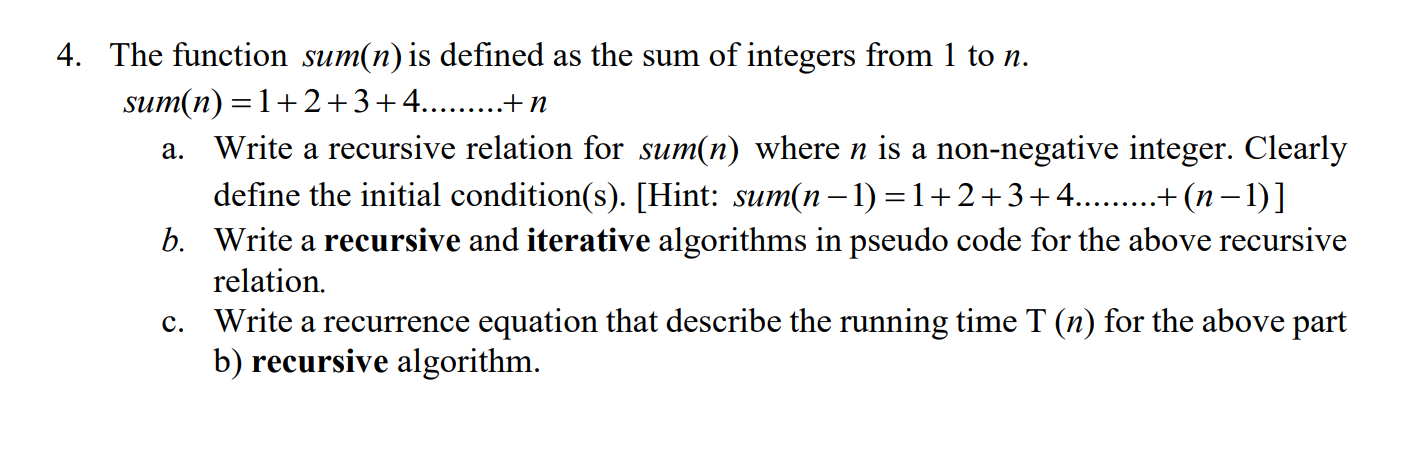 4. The function sum(n) is defined as the sum of integers from 1 to n.
sum(n) = 1 + 2 + 3 + 4.........+ n
a. Write a recursive relation for sum(n) where n is a non-negative integer. Clearly
define the initial condition(s). [Hint: sum(n − 1) = 1 + 2 + 3 + 4.........+ (n − 1)]
b. Write a recursive and iterative algorithms in pseudo code for the above recursive
relation.
c. Write a recurrence equation that describe the running time T (n) for the above part
b) recursive algorithm.